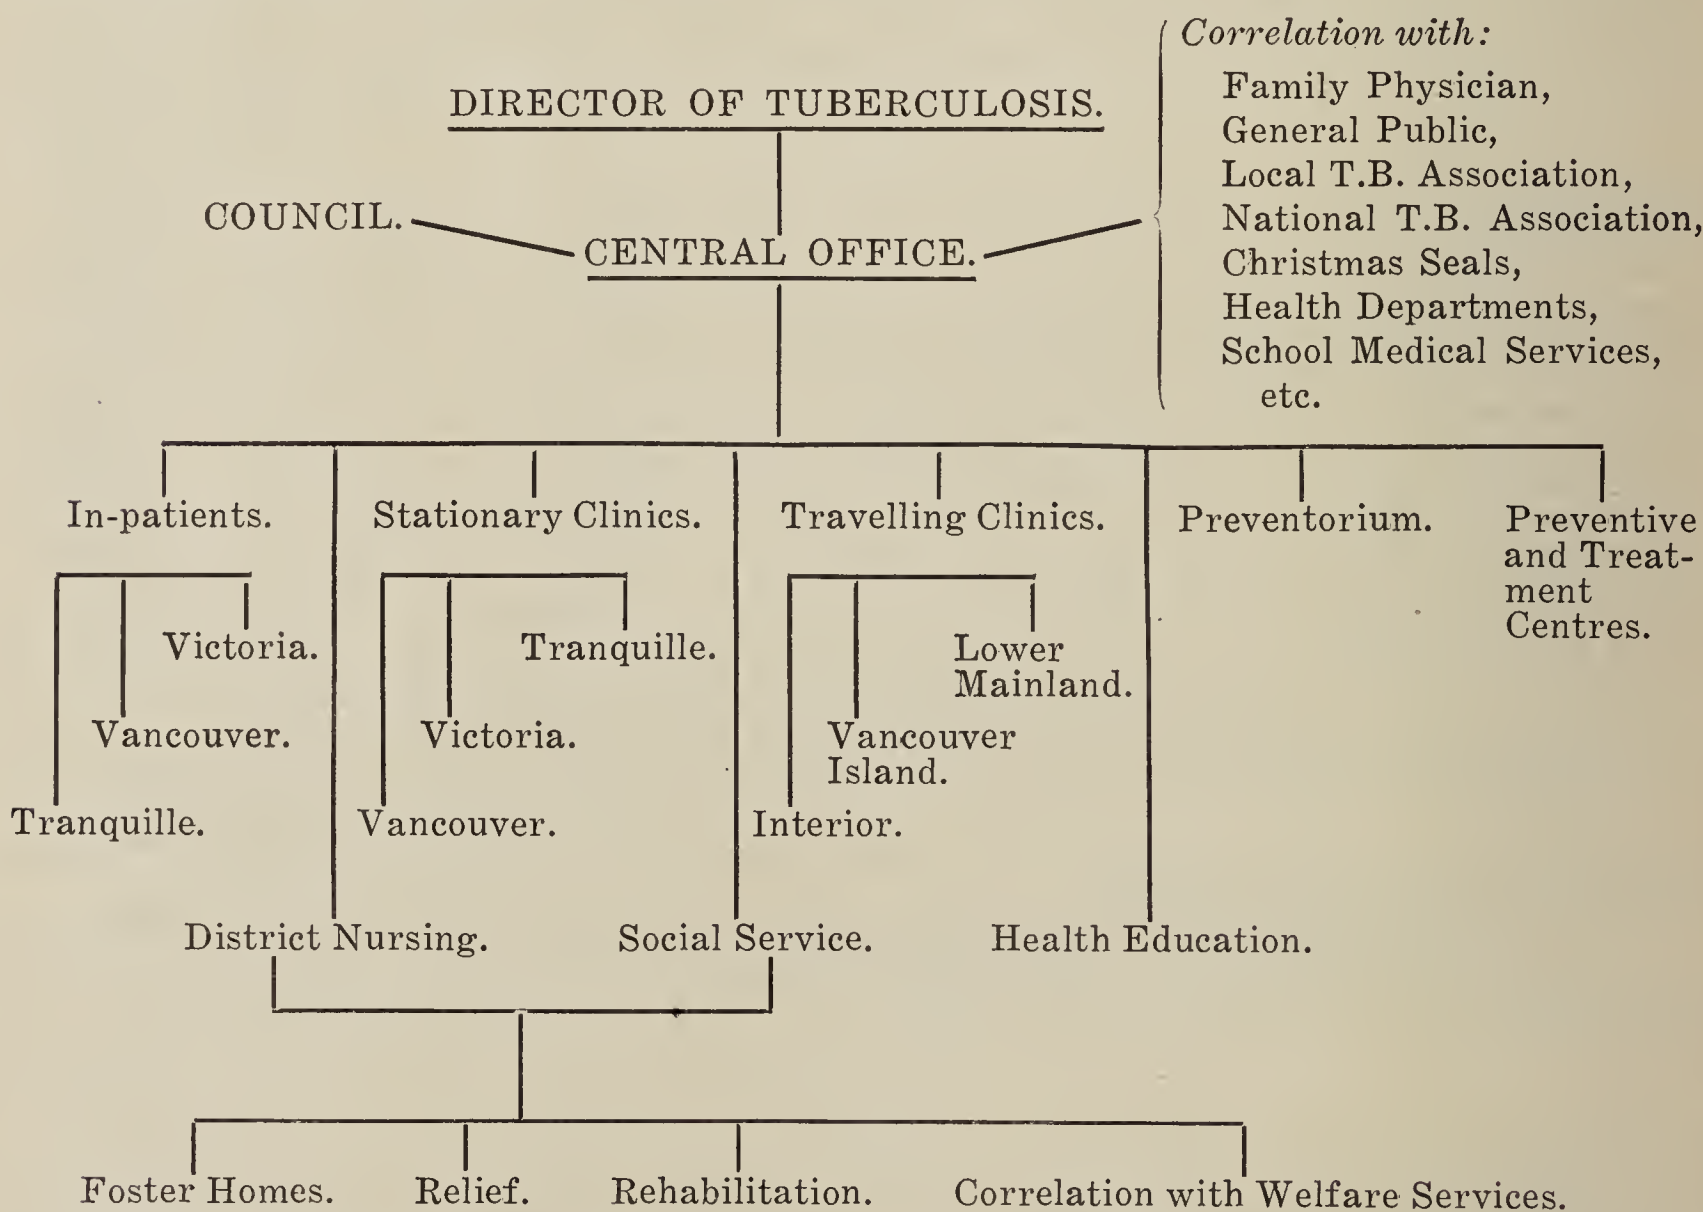 Correlation with:
DIRECTOR OF TUBERCULOSIS.
Family Physician,
General Public,
Local T.B. Association,
COUNCIL.
National T.B. Association,
CENTRAL OFFICE.
Christmas Seals,
Health Departments,
School Medical Services,
etc.
In-patients.
Stationary Clinics.
Travelling Clinics.
Preventorium.
Preventive
and Treat-
ment
Centres.
Victoria.
Vancouver.
Tranquille.
Tranquille.
Victoria.
Vancouver.
Lower
Mainland.
Vancouver
Island.
Interior.
District Nursing.
Social Service.
Health Education.
Foster Homes.
Relief.
Rehabilitation.
Correlation with Welfare Services.